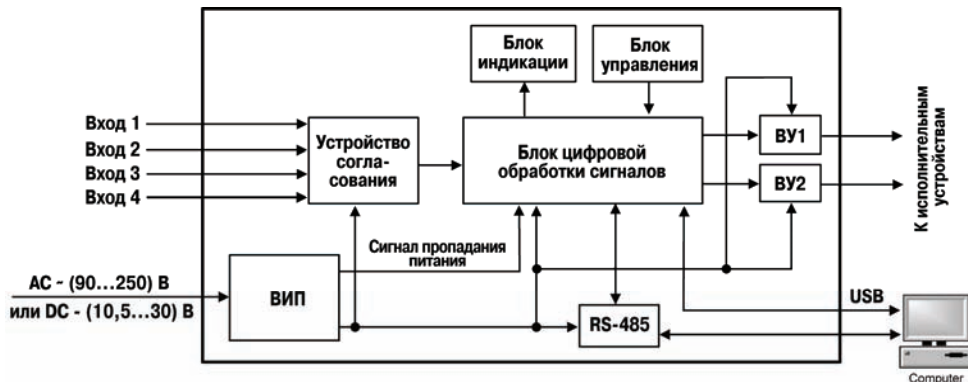 Блок
индикации
Блок
управления
Вход 1
Вход 2
Вход 3
Вход 4
Устройство
согла-
сования
Блок цифровой
обработки сигналов
ВУ1
ВУ2
К исполнительным
устройствам
Сигнал пропадания
питания
AC - (90...250) В
или DC - (10,5...30) В
ВИП
RS-485
USB
Computer